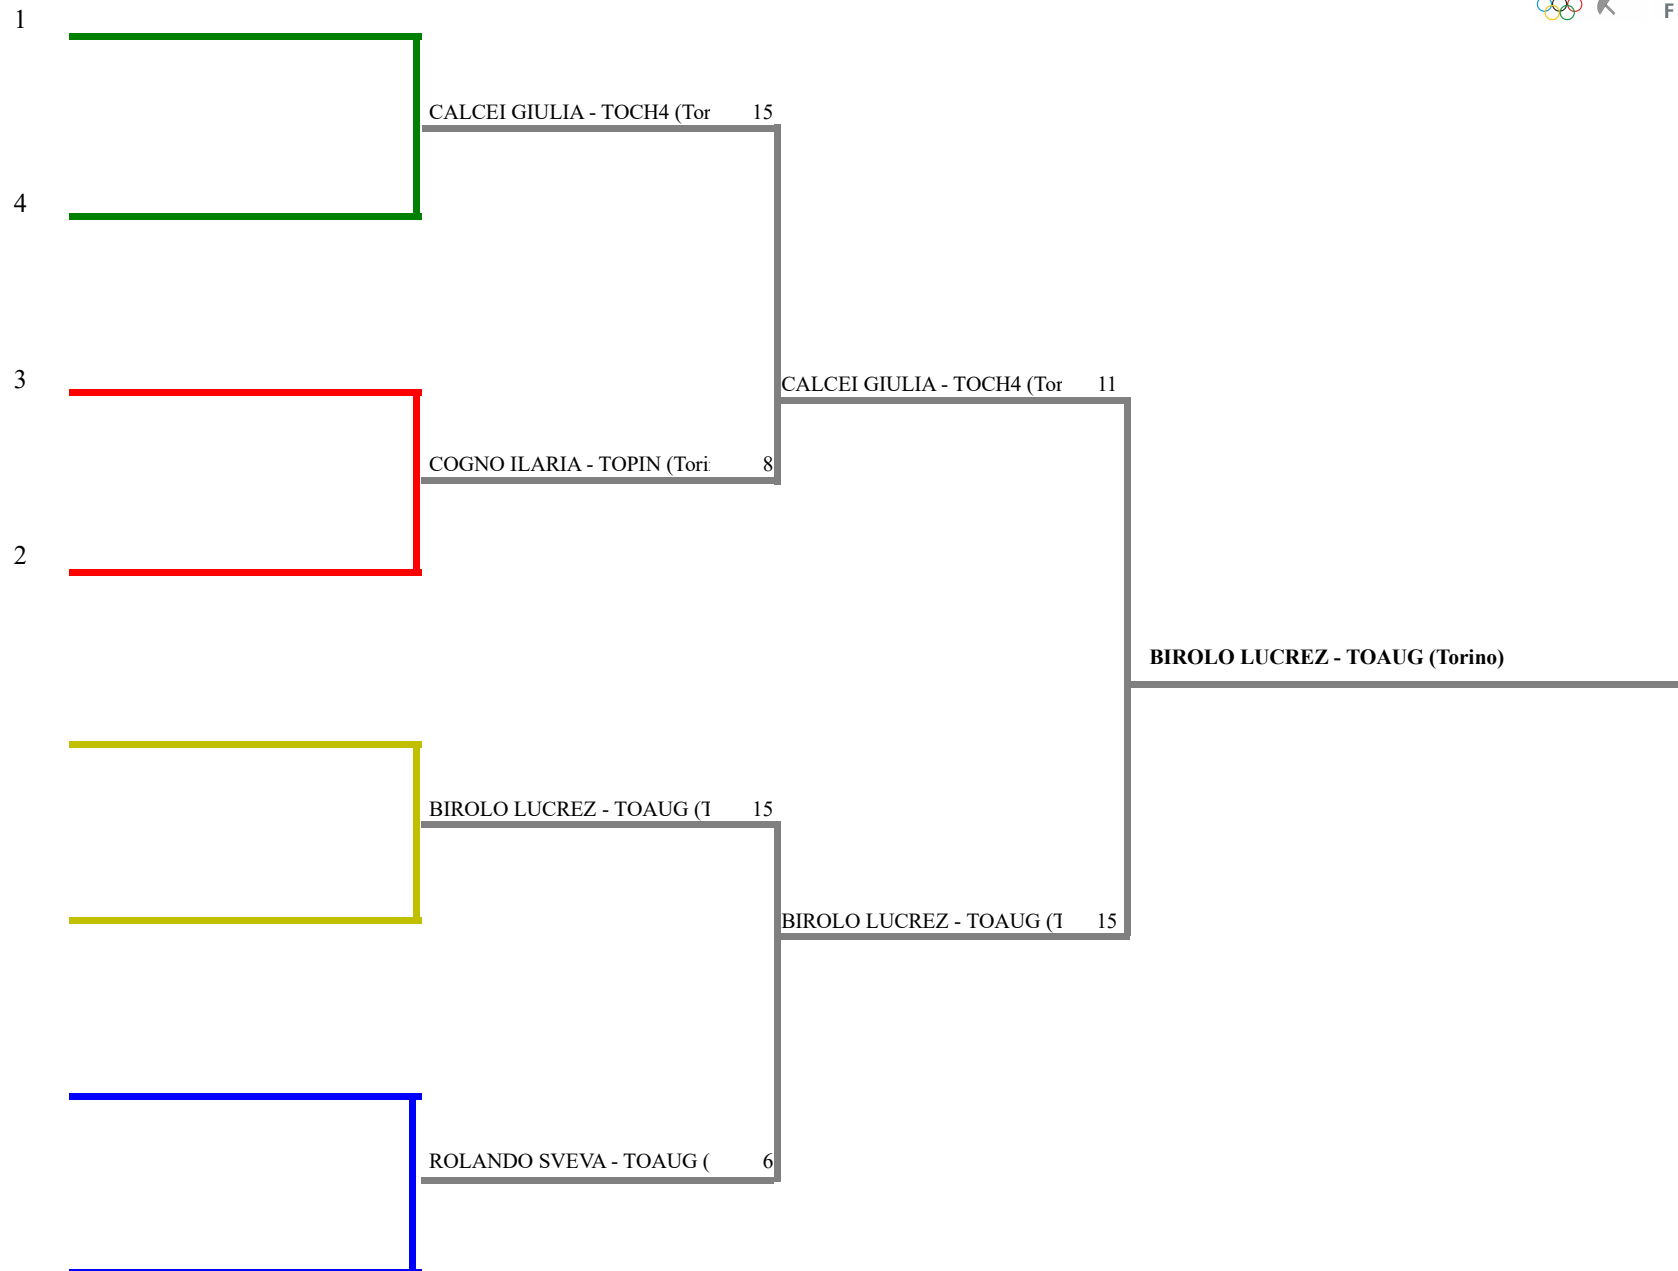 1
F
CALCEI GIULIA - TOCH4 (Tor 15
4
3
CALCEI GIULIA - TOCH4 (Tor 11
COGNO ILARIA - TOPIN (Tori 8
2
BIROLO LUCREZ - TOAUG (Torino)
BIROLO LUCREZ - TOAUG (T 15
BIROLO LUCREZ - TOAUG (T 15
ROLANDO SVEVA - TOAUG ( 6